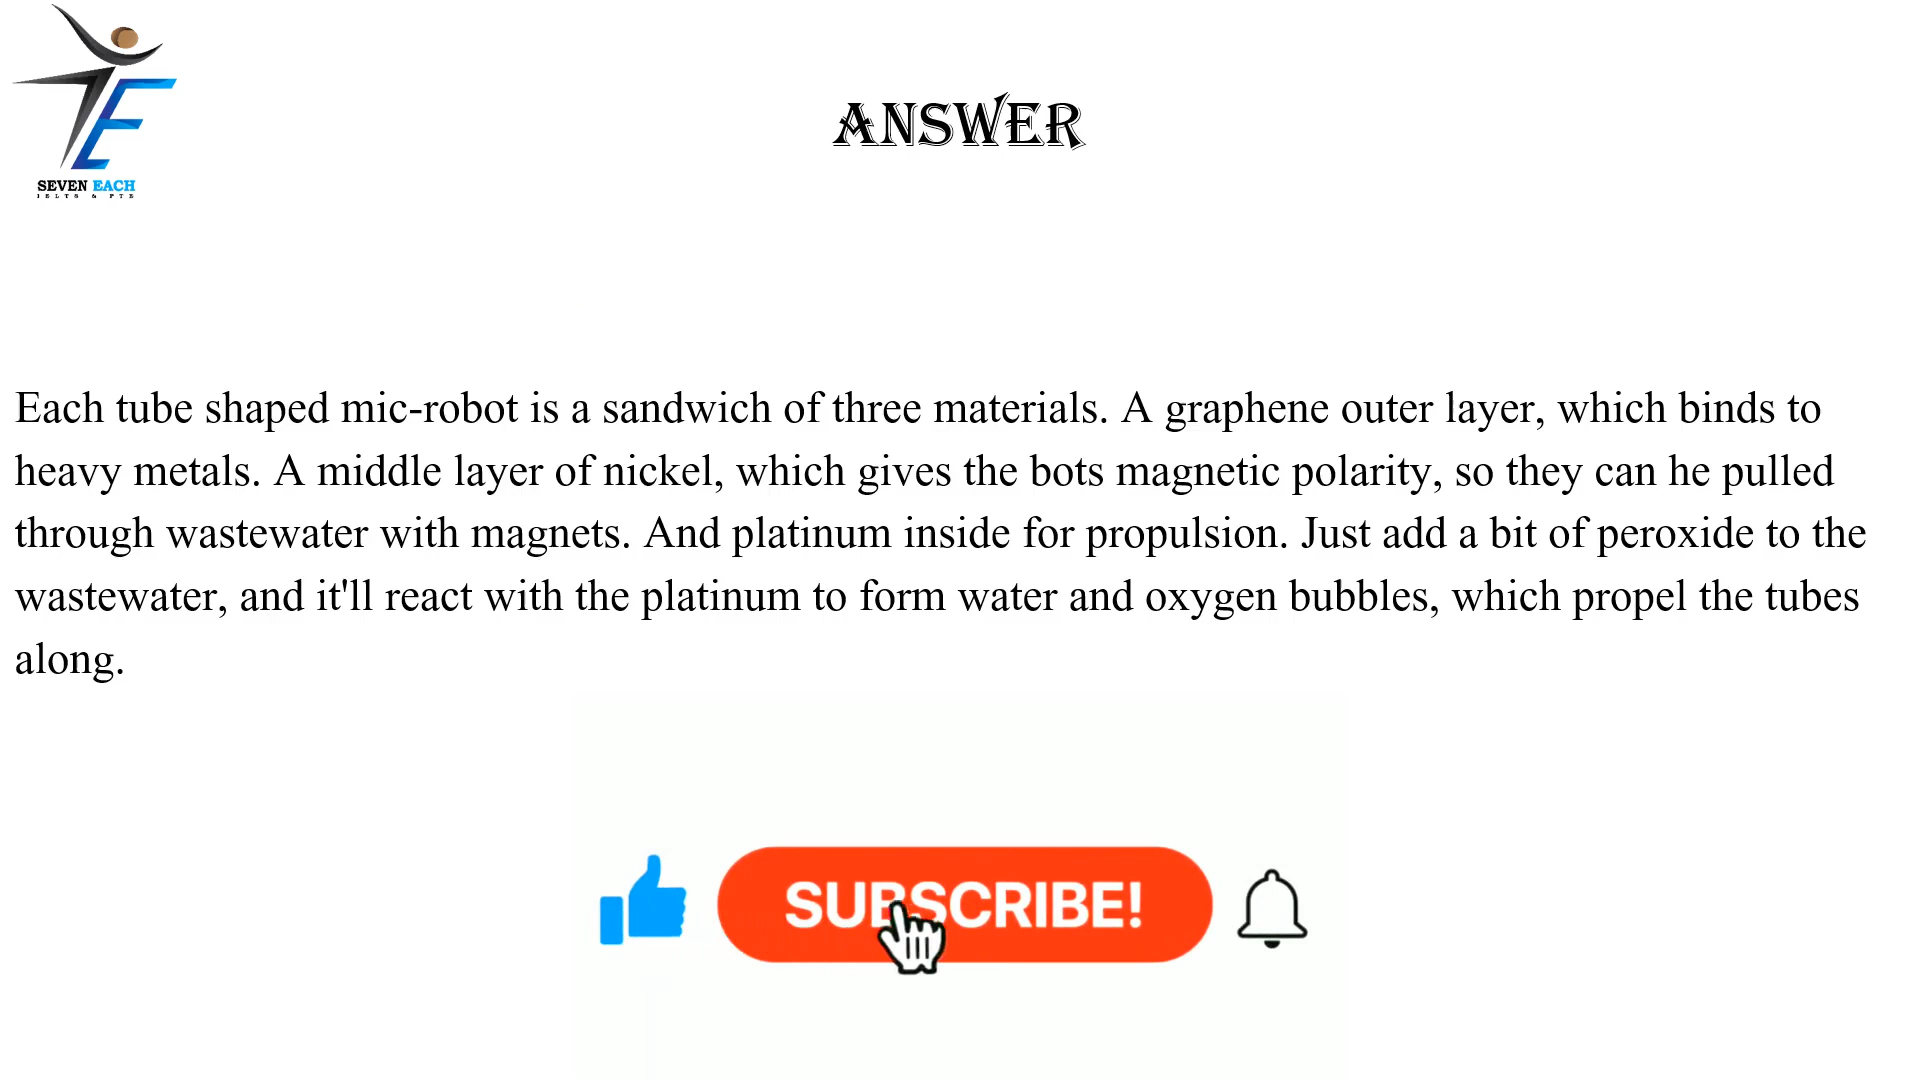 SEVEN EACH
IELTS & PTE
ANSWER
Each tube shaped mic-robot is a sandwich of three materials. A graphene outer layer, which binds to
heavy metals. A middle layer of nickel, which gives the bots magnetic polarity, so they can he pulled
through wastewater with magnets. And platinum inside for propulsion. Just add a bit of peroxide to the
wastewater, and it'll react with the platinum to form water and oxygen bubbles, which propel the tubes
along.
SUBSCRIBE!